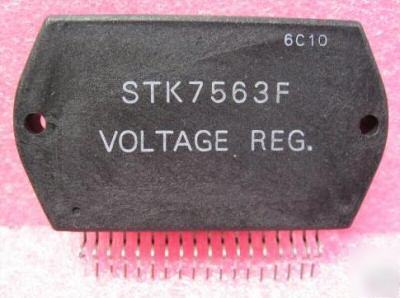 6C10
STK7563F
VOLTAGE REG.